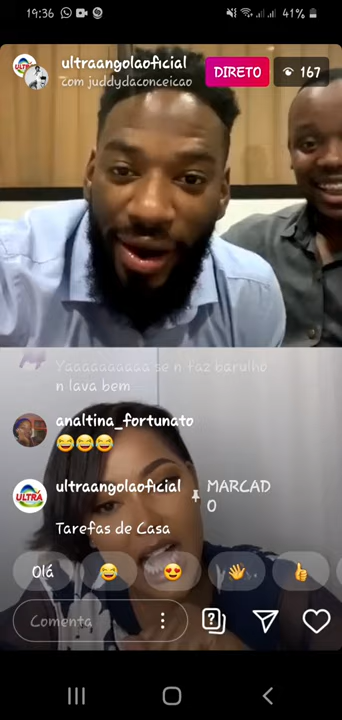 19:36
41%
ultraangolaoficial
com juddydaconceicao
DIRETO
167
Yaaaaaaaaaa se n faz barulho
n lava bem
analtina_fortunato
😂😂😂
ULTRA
ultraangolaoficial
MARCAD
O
Tarefas de Casa
Olá
😂
😍
👋
👍
Comenta